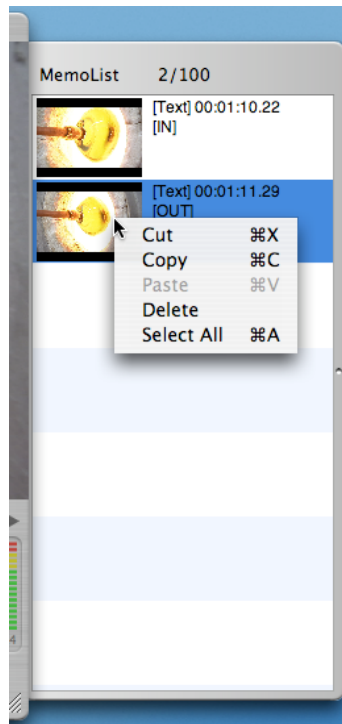 MemoList 2/100
[Text] 00:01:10.22
[IN]
[Text] 00:01:11.29
[OUT]
Cut ⌘X
Copy ⌘C
Paste ⌘V
Delete
Select All ⌘A
4